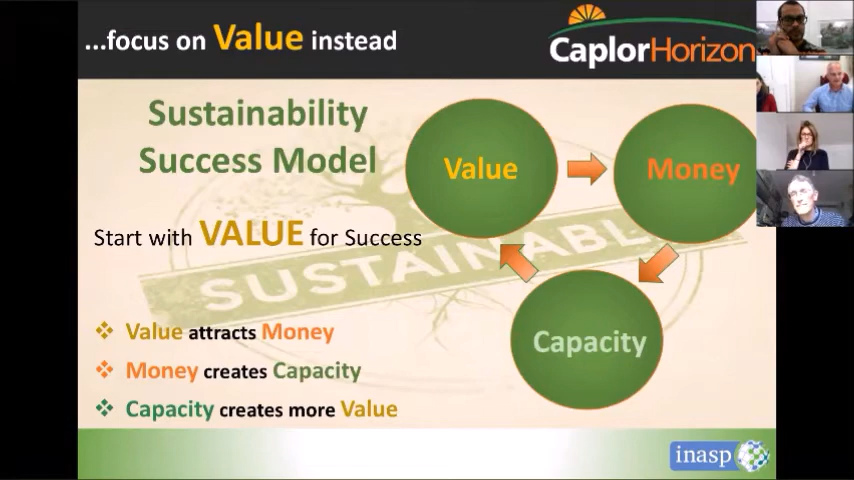 ...focus on Value instead
CaplorHorizon
Sustainability
Success Model
Start with VALUE for Success
Value
Money
Capacity
SUSTAINABL
Value attracts Money
Money creates Capacity
Capacity creates more Value
inasp